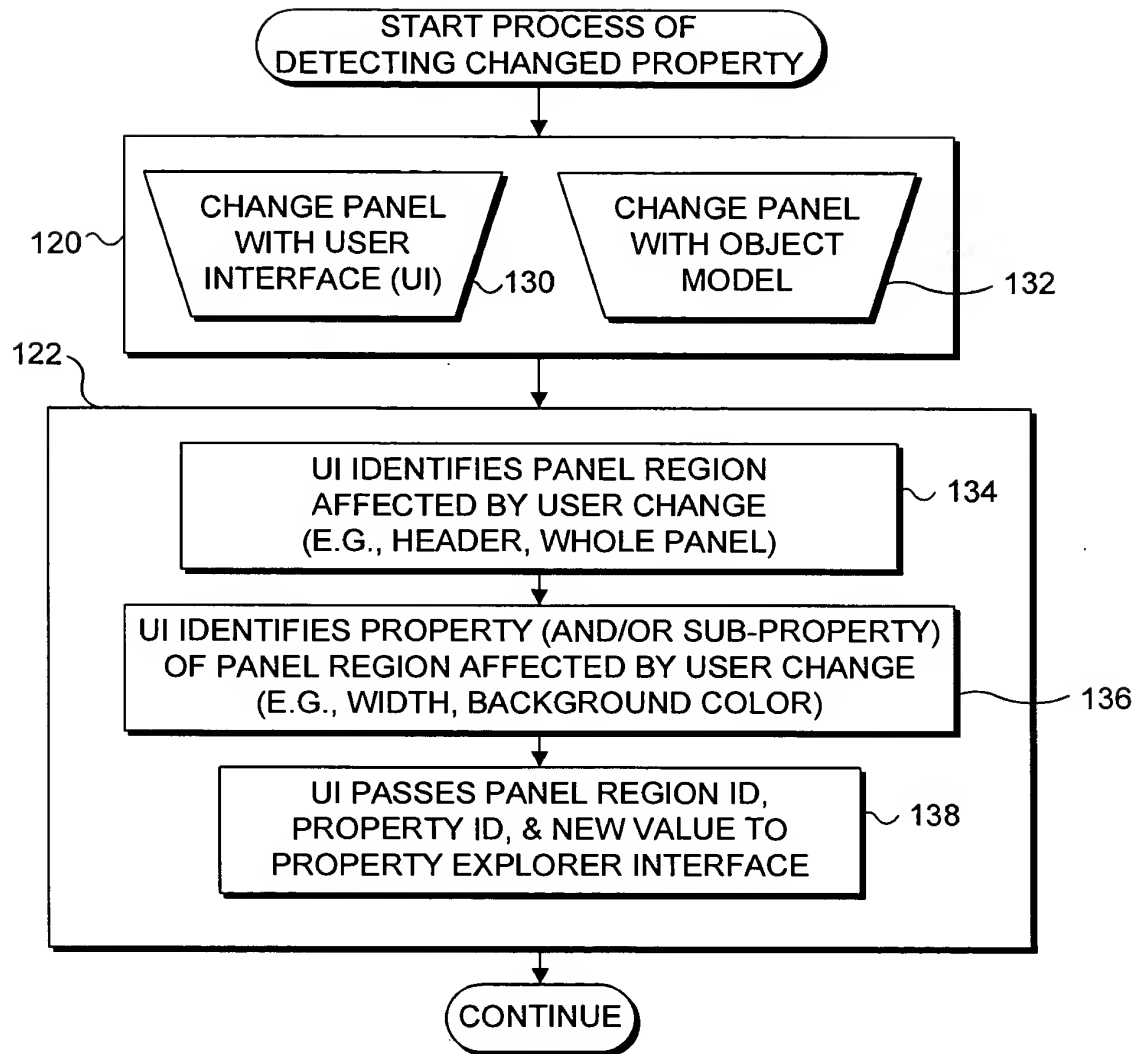 START PROCESS OF
DETECTING CHANGED PROPERTY
120
CHANGE PANEL
WITH USER
INTERFACE (UI)
130
CHANGE PANEL
WITH OBJECT
MODEL
132
122
UI IDENTIFIES PANEL REGION
AFFECTED BY USER CHANGE
(E.G., HEADER, WHOLE PANEL)
134
UI IDENTIFIES PROPERTY (AND/OR SUB-PROPERTY)
OF PANEL REGION AFFECTED BY USER CHANGE
(E.G., WIDTH, BACKGROUND COLOR)
136
UI PASSES PANEL REGION ID,
PROPERTY ID, & NEW VALUE TO
PROPERTY EXPLORER INTERFACE
138
CONTINUE